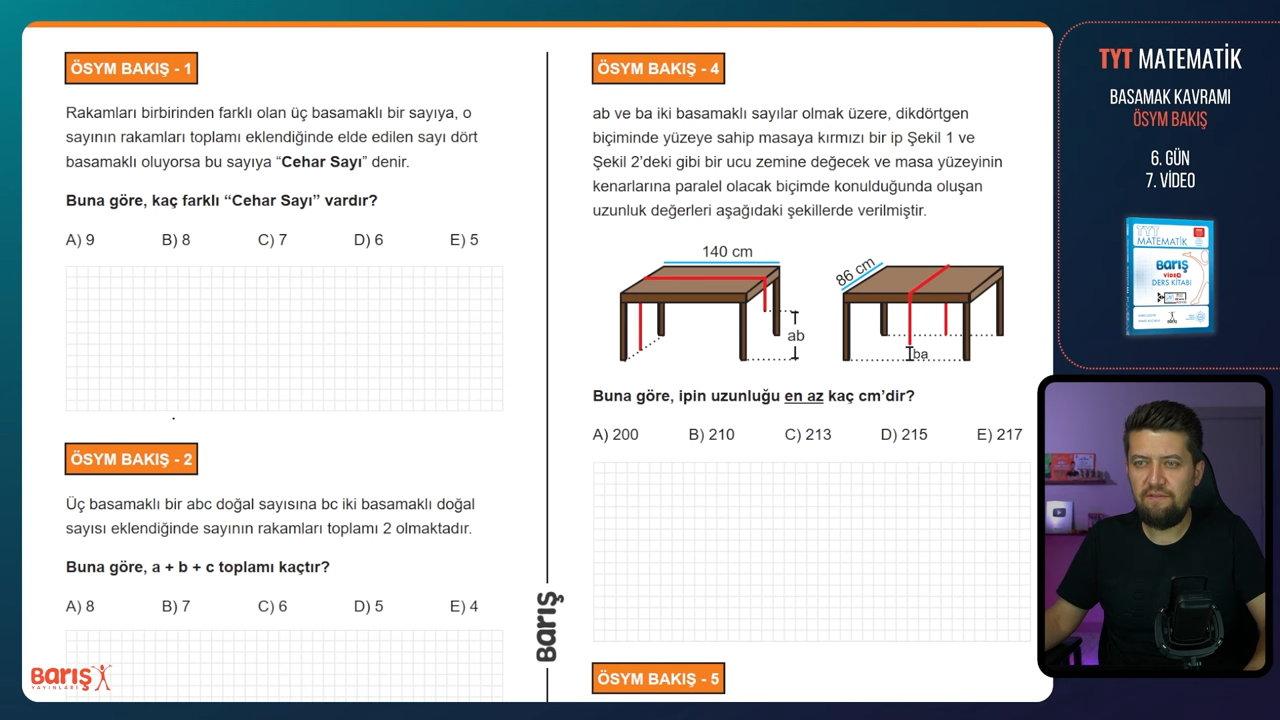 ÖSYM BAKIŞ - 1
Rakamları birbirinden farklı olan üç basamaklı bir sayıya, o
sayının rakamları toplamı eklendiğinde elde edilen sayı dört
basamaklı oluyorsa bu sayıya “Cehar Sayı” denir.
Buna göre, kaç farklı “Cehar Sayı” vardır?
A) 9 B) 8 C) 7 D) 6 E) 5
ÖSYM BAKIŞ - 2
Üç basamaklı bir abc doğal sayısına bc iki basamaklı doğal
sayısı eklendiğinde sayının rakamları toplamı 2 olmaktadır.
Buna göre, a + b + c toplamı kaçtır?
A) 8 B) 7 C) 6 D) 5 E) 4
BARIŞ
YAYINLARI
BARIŞ
ÖSYM BAKIŞ - 4
ab ve ba iki basamaklı sayılar olmak üzere, dikdörtgen
biçiminde yüzeye sahip masaya kırmızı bir ip Şekil 1 ve
Şekil 2’deki gibi bir ucu zemine değecek ve masa yüzeyinin
kenarlarına paralel olacak biçimde konulduğunda oluşan
uzunluk değerleri aşağıdaki şekillerde verilmiştir.
140 cm
ab
86 cm
ba
Buna göre, ipin uzunluğu en az kaç cm’dir?
A) 200 B) 210 C) 213 D) 215 E) 217
ÖSYM BAKIŞ - 5
TYT MATEMATİK
BASAMAK KAVRAMI
ÖSYM BAKIŞ
6. GÜN
7. VİDEO
TYT
MATEMATİK
BARIŞ
VİDEO
DERS KİTABI